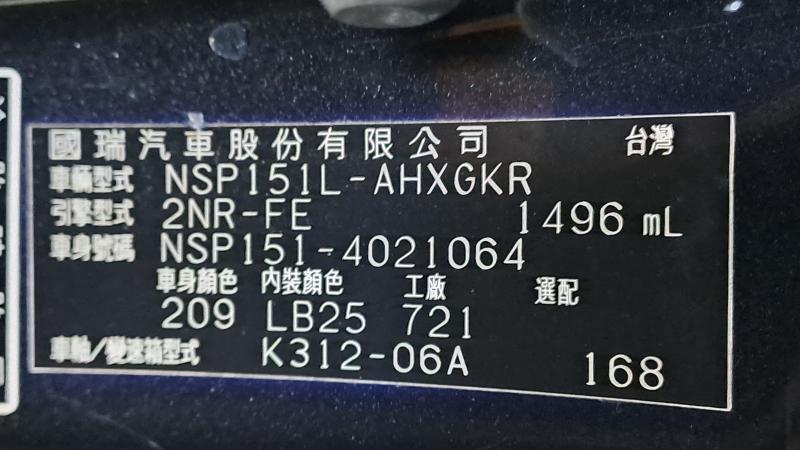 國瑞汽車股份有限公司 台灣
車輛型式 NSP151L-AHXGKR
引擎型式 2NR-FE 1496 mL
車身號碼 NSP151-4021064
車身顏色 內裝顏色 工廠 選配
209 LB25 721
車軸/變速箱型式 K312-06A 168